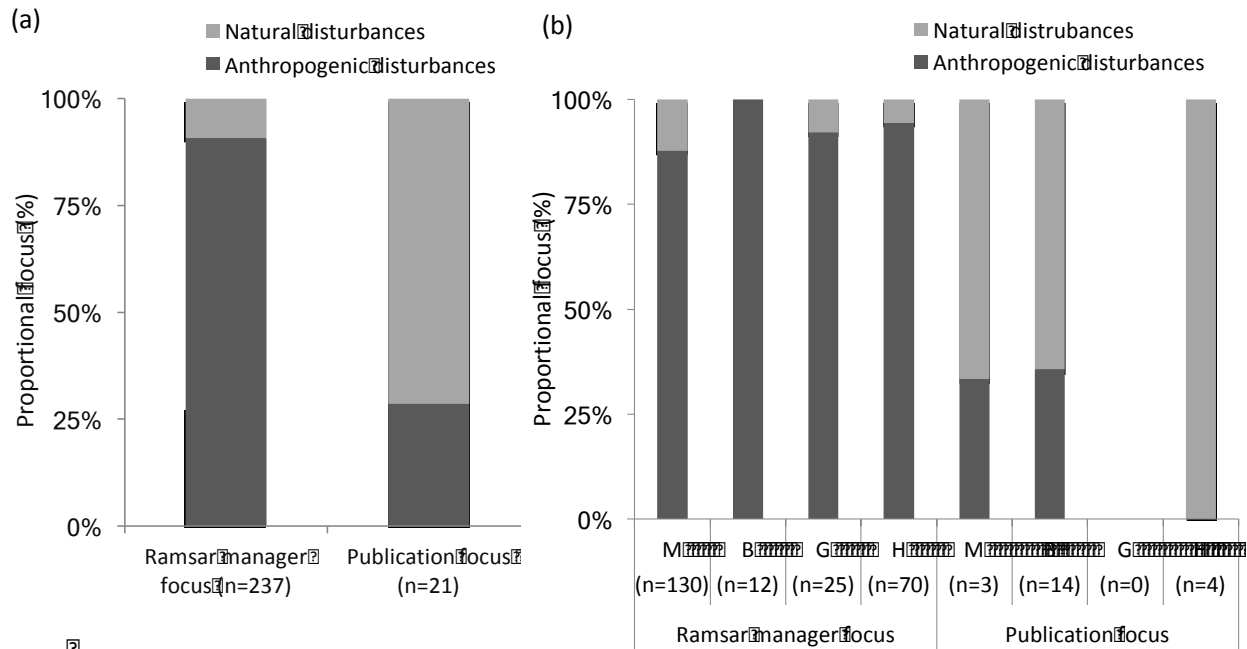 (a)
Natural disturbances
Anthropogenic disturbances
100%
75%
50%
25%
0%
Proportional focus (%)
Ramsar manager
focus (n=237)
Publication focus
(n=21)
(b)
Natural distrubances
Anthropogenic disturbances
100%
75%
50%
25%
0%
Proportional focus (%)
M B G H M G
(n=130) (n=12) (n=25) (n=70) (n=3) (n=14) (n=0) (n=4)
Ramsar manager focus Publication focus